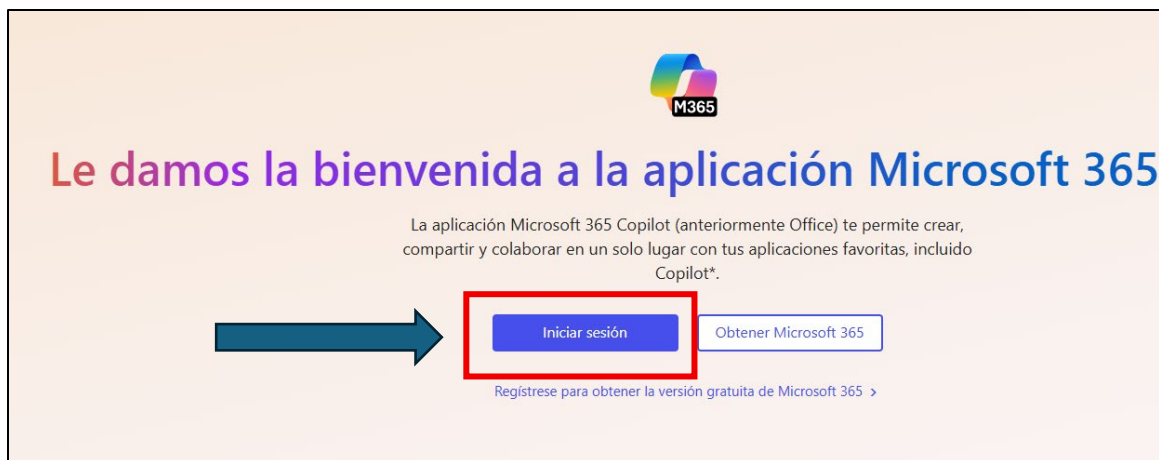 M365
Le damos la bienvenida a la aplicación Microsoft 365
La aplicación Microsoft 365 Copilot (anteriormente Office) te permite crear,
compartir y colaborar en un solo lugar con tus aplicaciones favoritas, incluido
Copilot*.
Iniciar sesión
Obtener Microsoft 365
Regístrese para obtener la versión gratuita de Microsoft 365 >